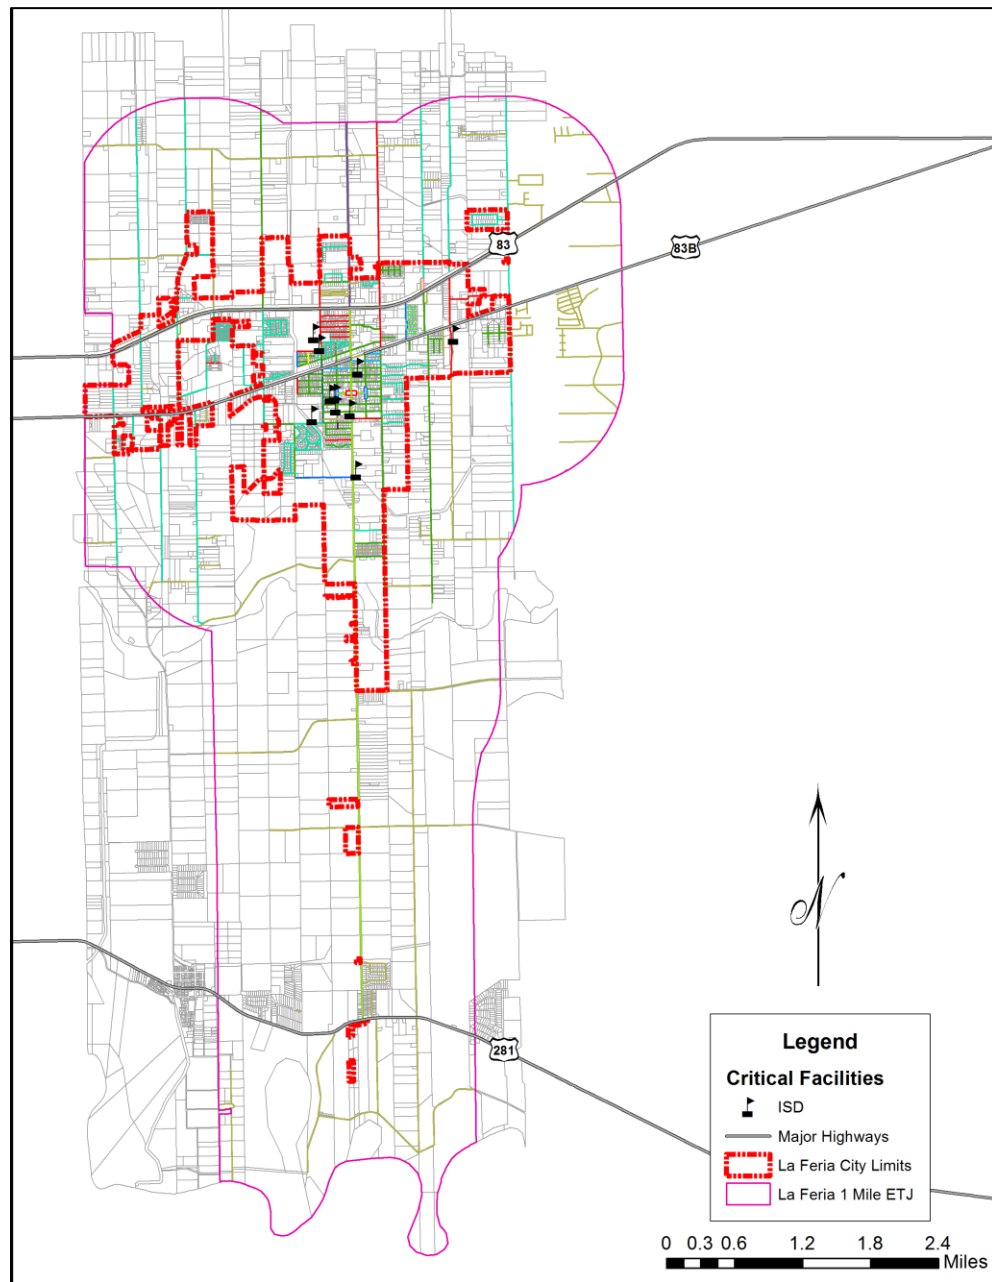 83
83B
281
N
Legend
Critical Facilities
ISD
Major Highways
La Feria City Limits
La Feria 1 Mile ETJ
0 0.3 0.6 1.2 1.8 2.4
Miles